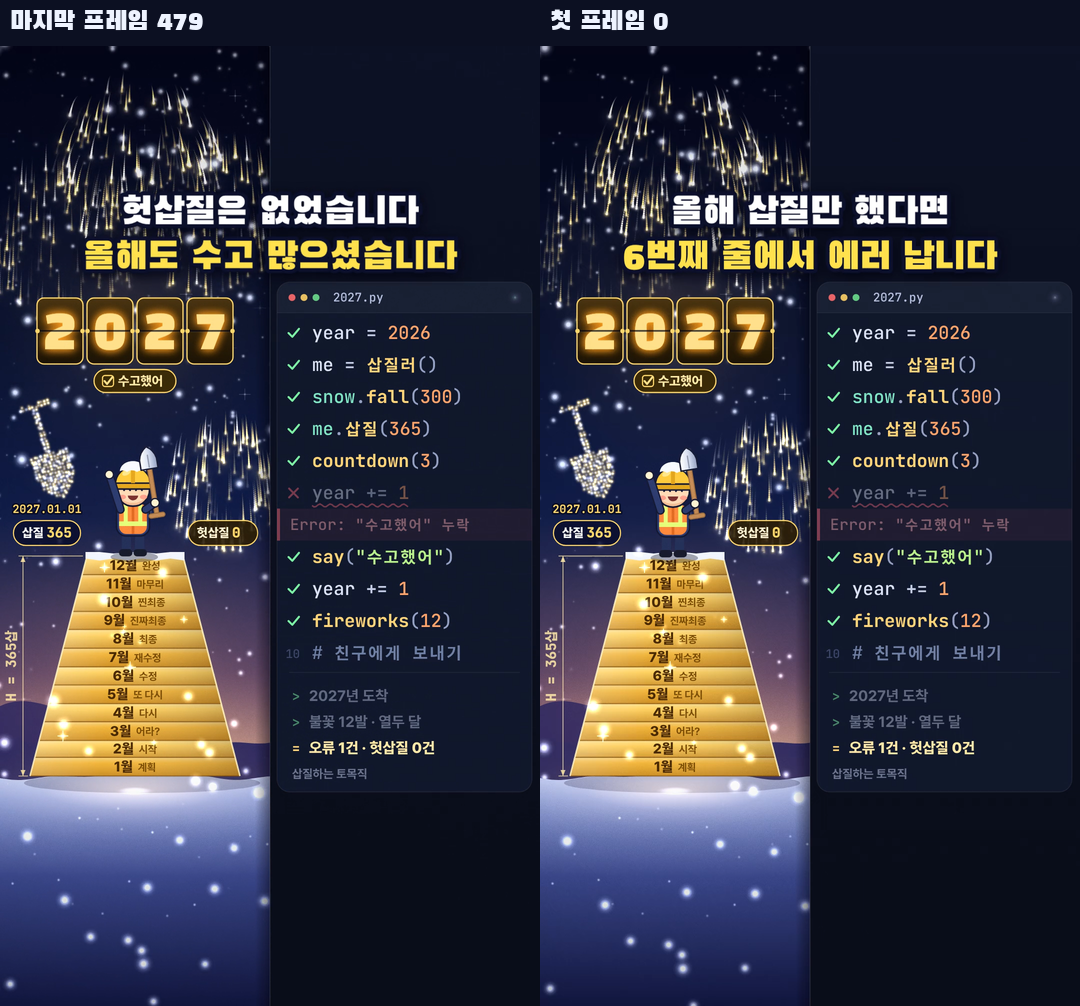 마지막 프레임 479
헛삽질은 없었습니다
올해도 수고 많으셨습니다
2027
수고했어
2027.01.01
삽질 365
헛삽질 0
H = 365삽
12월 완성
11월 마무리
10월 찐최종
9월 진짜최종
8월 최종
7월 재수정
6월 수정
5월 또 다시
4월 다시
3월 어라?
2월 시작
1월 계획
2027.py
year = 2026
me = 삽질러()
snow.fall(300)
me.삽질(365)
countdown(3)
year += 1
Error: "수고했어" 누락
say("수고했어")
year += 1
fireworks(12)
10 # 친구에게 보내기
> 2027년 도착
> 불꽃 12발 · 열두 달
= 오류 1건 · 헛삽질 0건
삽질하는 토목직
첫 프레임 0
올해 삽질만 했다면
6번째 줄에서 에러 납니다
2027
수고했어
2027.01.01
삽질 365
헛삽질 0
H = 365삽
12월 완성
11월 마무리
10월 찐최종
9월 진짜최종
8월 최종
7월 재수정
6월 수정
5월 또 다시
4월 다시
3월 어라?
2월 시작
1월 계획
2027.py
year = 2026
me = 삽질러()
snow.fall(300)
me.삽질(365)
countdown(3)
year += 1
Error: "수고했어" 누락
say("수고했어")
year += 1
fireworks(12)
10 # 친구에게 보내기
> 2027년 도착
> 불꽃 12발 · 열두 달
= 오류 1건 · 헛삽질 0건
삽질하는 토목직